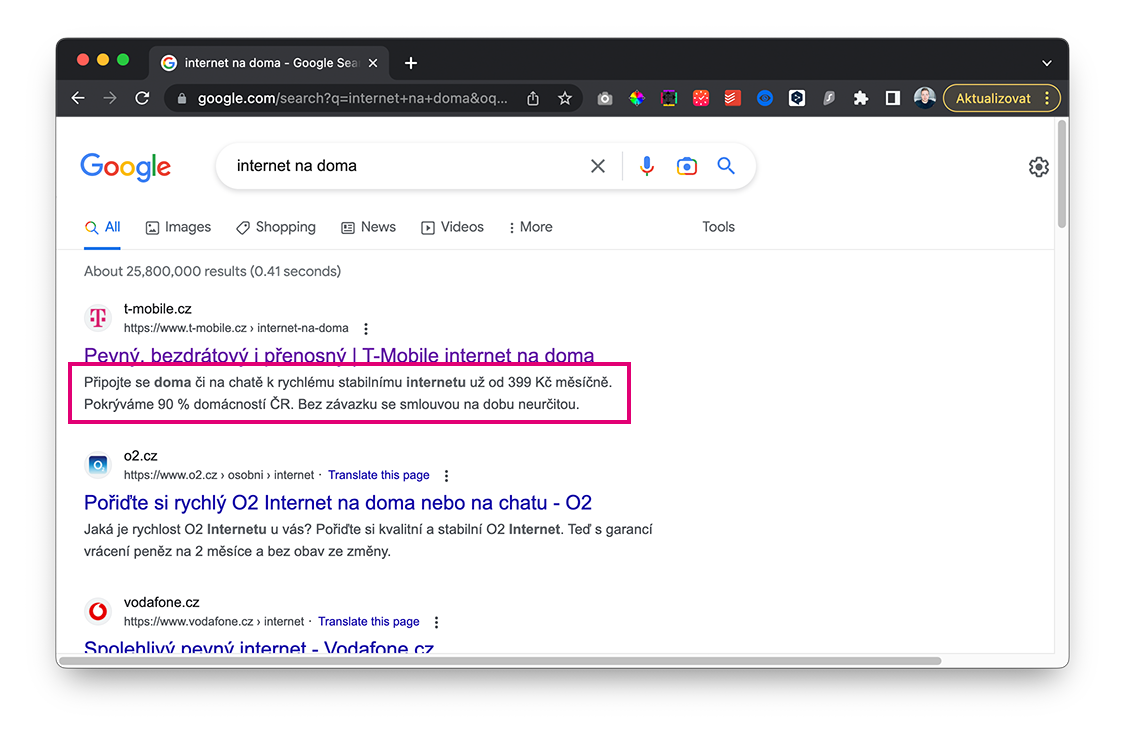 internet na doma - Google Sea
google.com/search?q=internet+na+doma&oq...
Aktualizovat
Google
internet na doma
All
Images
Shopping
News
Videos
More
Tools
About 25,800,000 results (0.41 seconds)
t-mobile.cz
https://www.t-mobile.cz › internet-na-doma
Pevný, bezdrátový i přenosný | T-Mobile internet na doma
Připojte se doma či na chatě k rychlému stabilnímu internetu už od 399 Kč měsíčně.
Pokrýváme 90 % domácností ČR. Bez závazku se smlouvou na dobu neurčitou.
o2.cz
https://www.o2.cz › osobni › internet · Translate this page
Pořiďte si rychlý O2 Internet na doma nebo na chatu - O2
Jaká je rychlost O2 Internetu u vás? Pořiďte si kvalitní a stabilní O2 Internet. Teď s garancí
vrácení peněz na 2 měsíce a bez obav ze změny.
vodafone.cz
https://www.vodafone.cz › internet · Translate this page
Spolehlivý pevný internet - Vodafone.cz